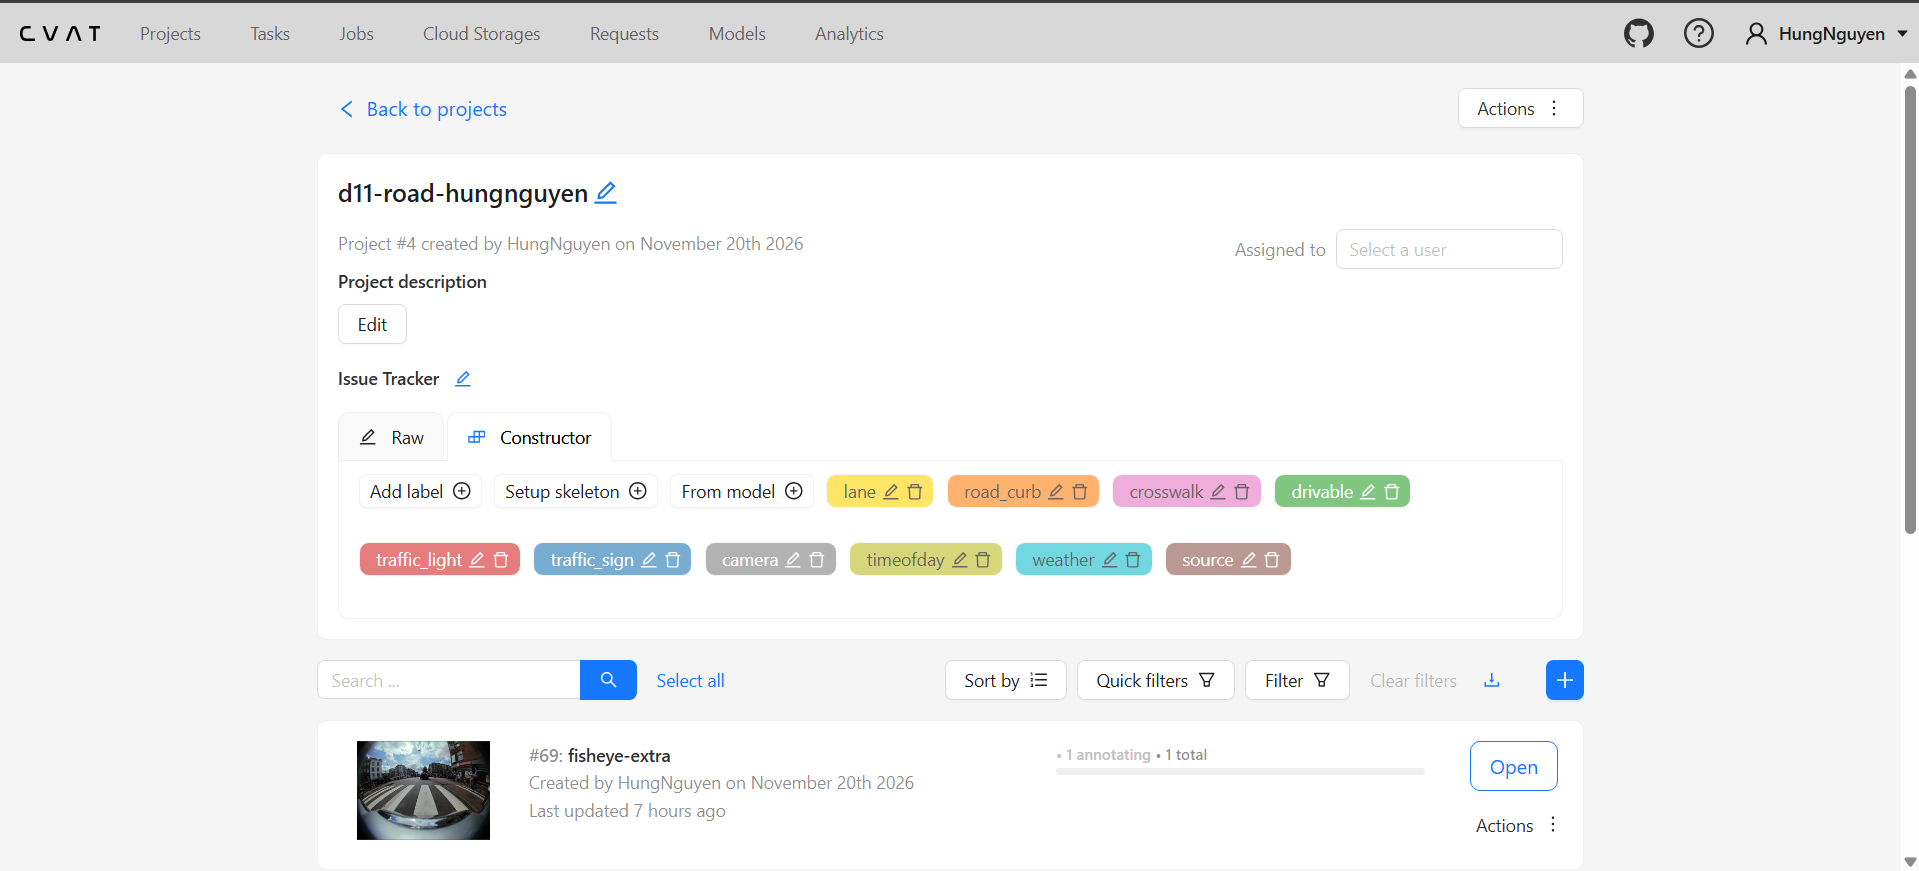 CVAT Projects Tasks Jobs Cloud Storages Requests Models Analytics HungNguyen
Back to projects Actions
d11-road-hungnguyen
Project #4 created by HungNguyen on November 20th 2026
Assigned to Select a user
Project description
Edit
Issue Tracker
Raw Constructor
Add label Setup skeleton From model lane road_curb crosswalk drivable
traffic_light traffic_sign camera timeofday weather source
Search ... Select all Sort by Quick filters Filter Clear filters
#69: fisheye-extra • 1 annotating • 1 total
Open
Created by HungNguyen on November 20th 2026
Last updated 7 hours ago
Actions